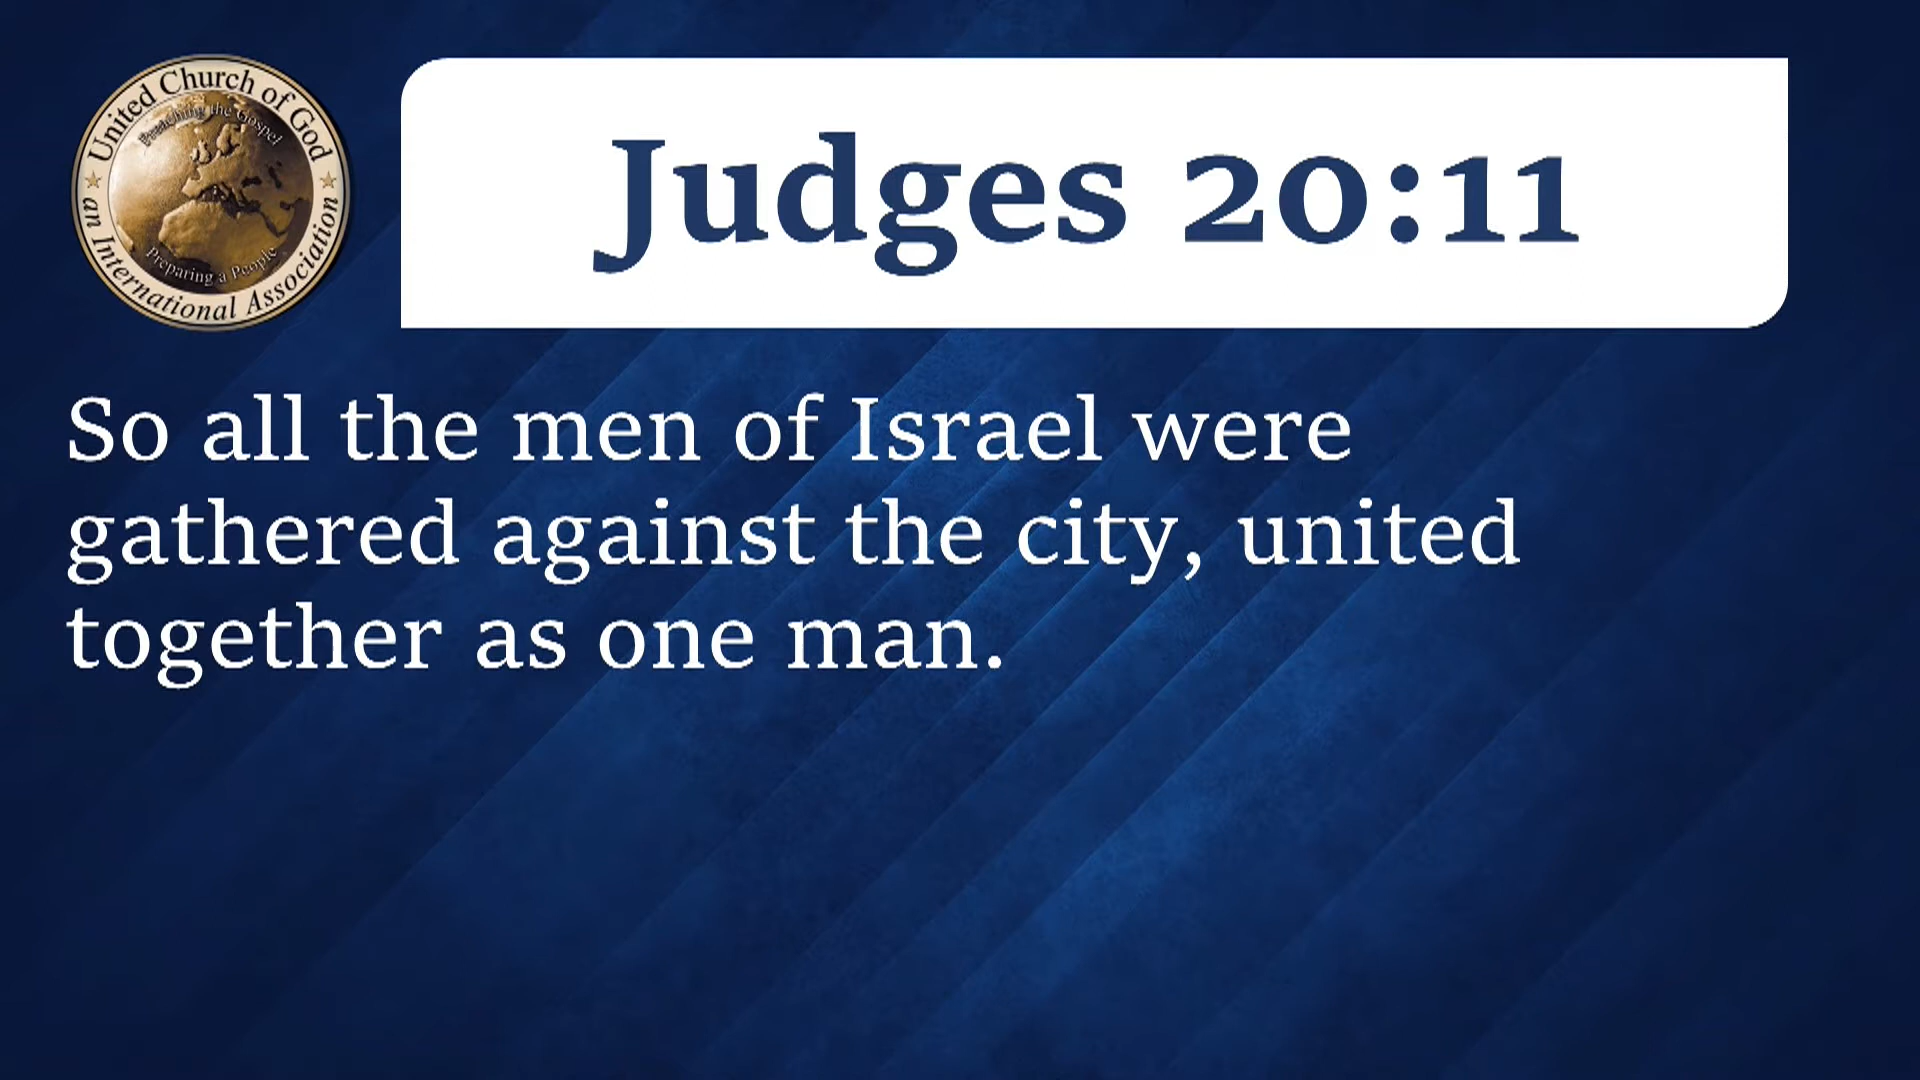 United Church of God
Preaching the Gospel
Preparing a People
an International Association
Judges 20:11
So all the men of Israel were
gathered against the city, united
together as one man.